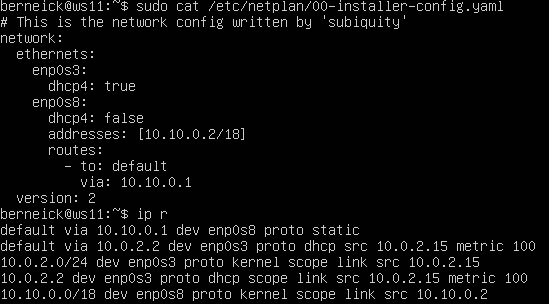 berneick@ws11:~$ sudo cat /etc/netplan/00-installer-config.yaml
# This is the network config written by 'subiquity'
network:
  ethernets:
    enp0s3:
      dhcp4: true
    enp0s8:
      dhcp4: false
      addresses: [10.10.0.2/18]
      routes:
        - to: default
          via: 10.10.0.1
  version: 2
berneick@ws11:~$ ip r
default via 10.10.0.1 dev enp0s8 proto static
default via 10.0.2.2 dev enp0s3 proto dhcp src 10.0.2.15 metric 100
10.0.2.0/24 dev enp0s3 proto kernel scope link src 10.0.2.15
10.0.2.2 dev enp0s3 proto dhcp scope link src 10.0.2.15 metric 100
10.10.0.0/18 dev enp0s8 proto kernel scope link src 10.10.0.2